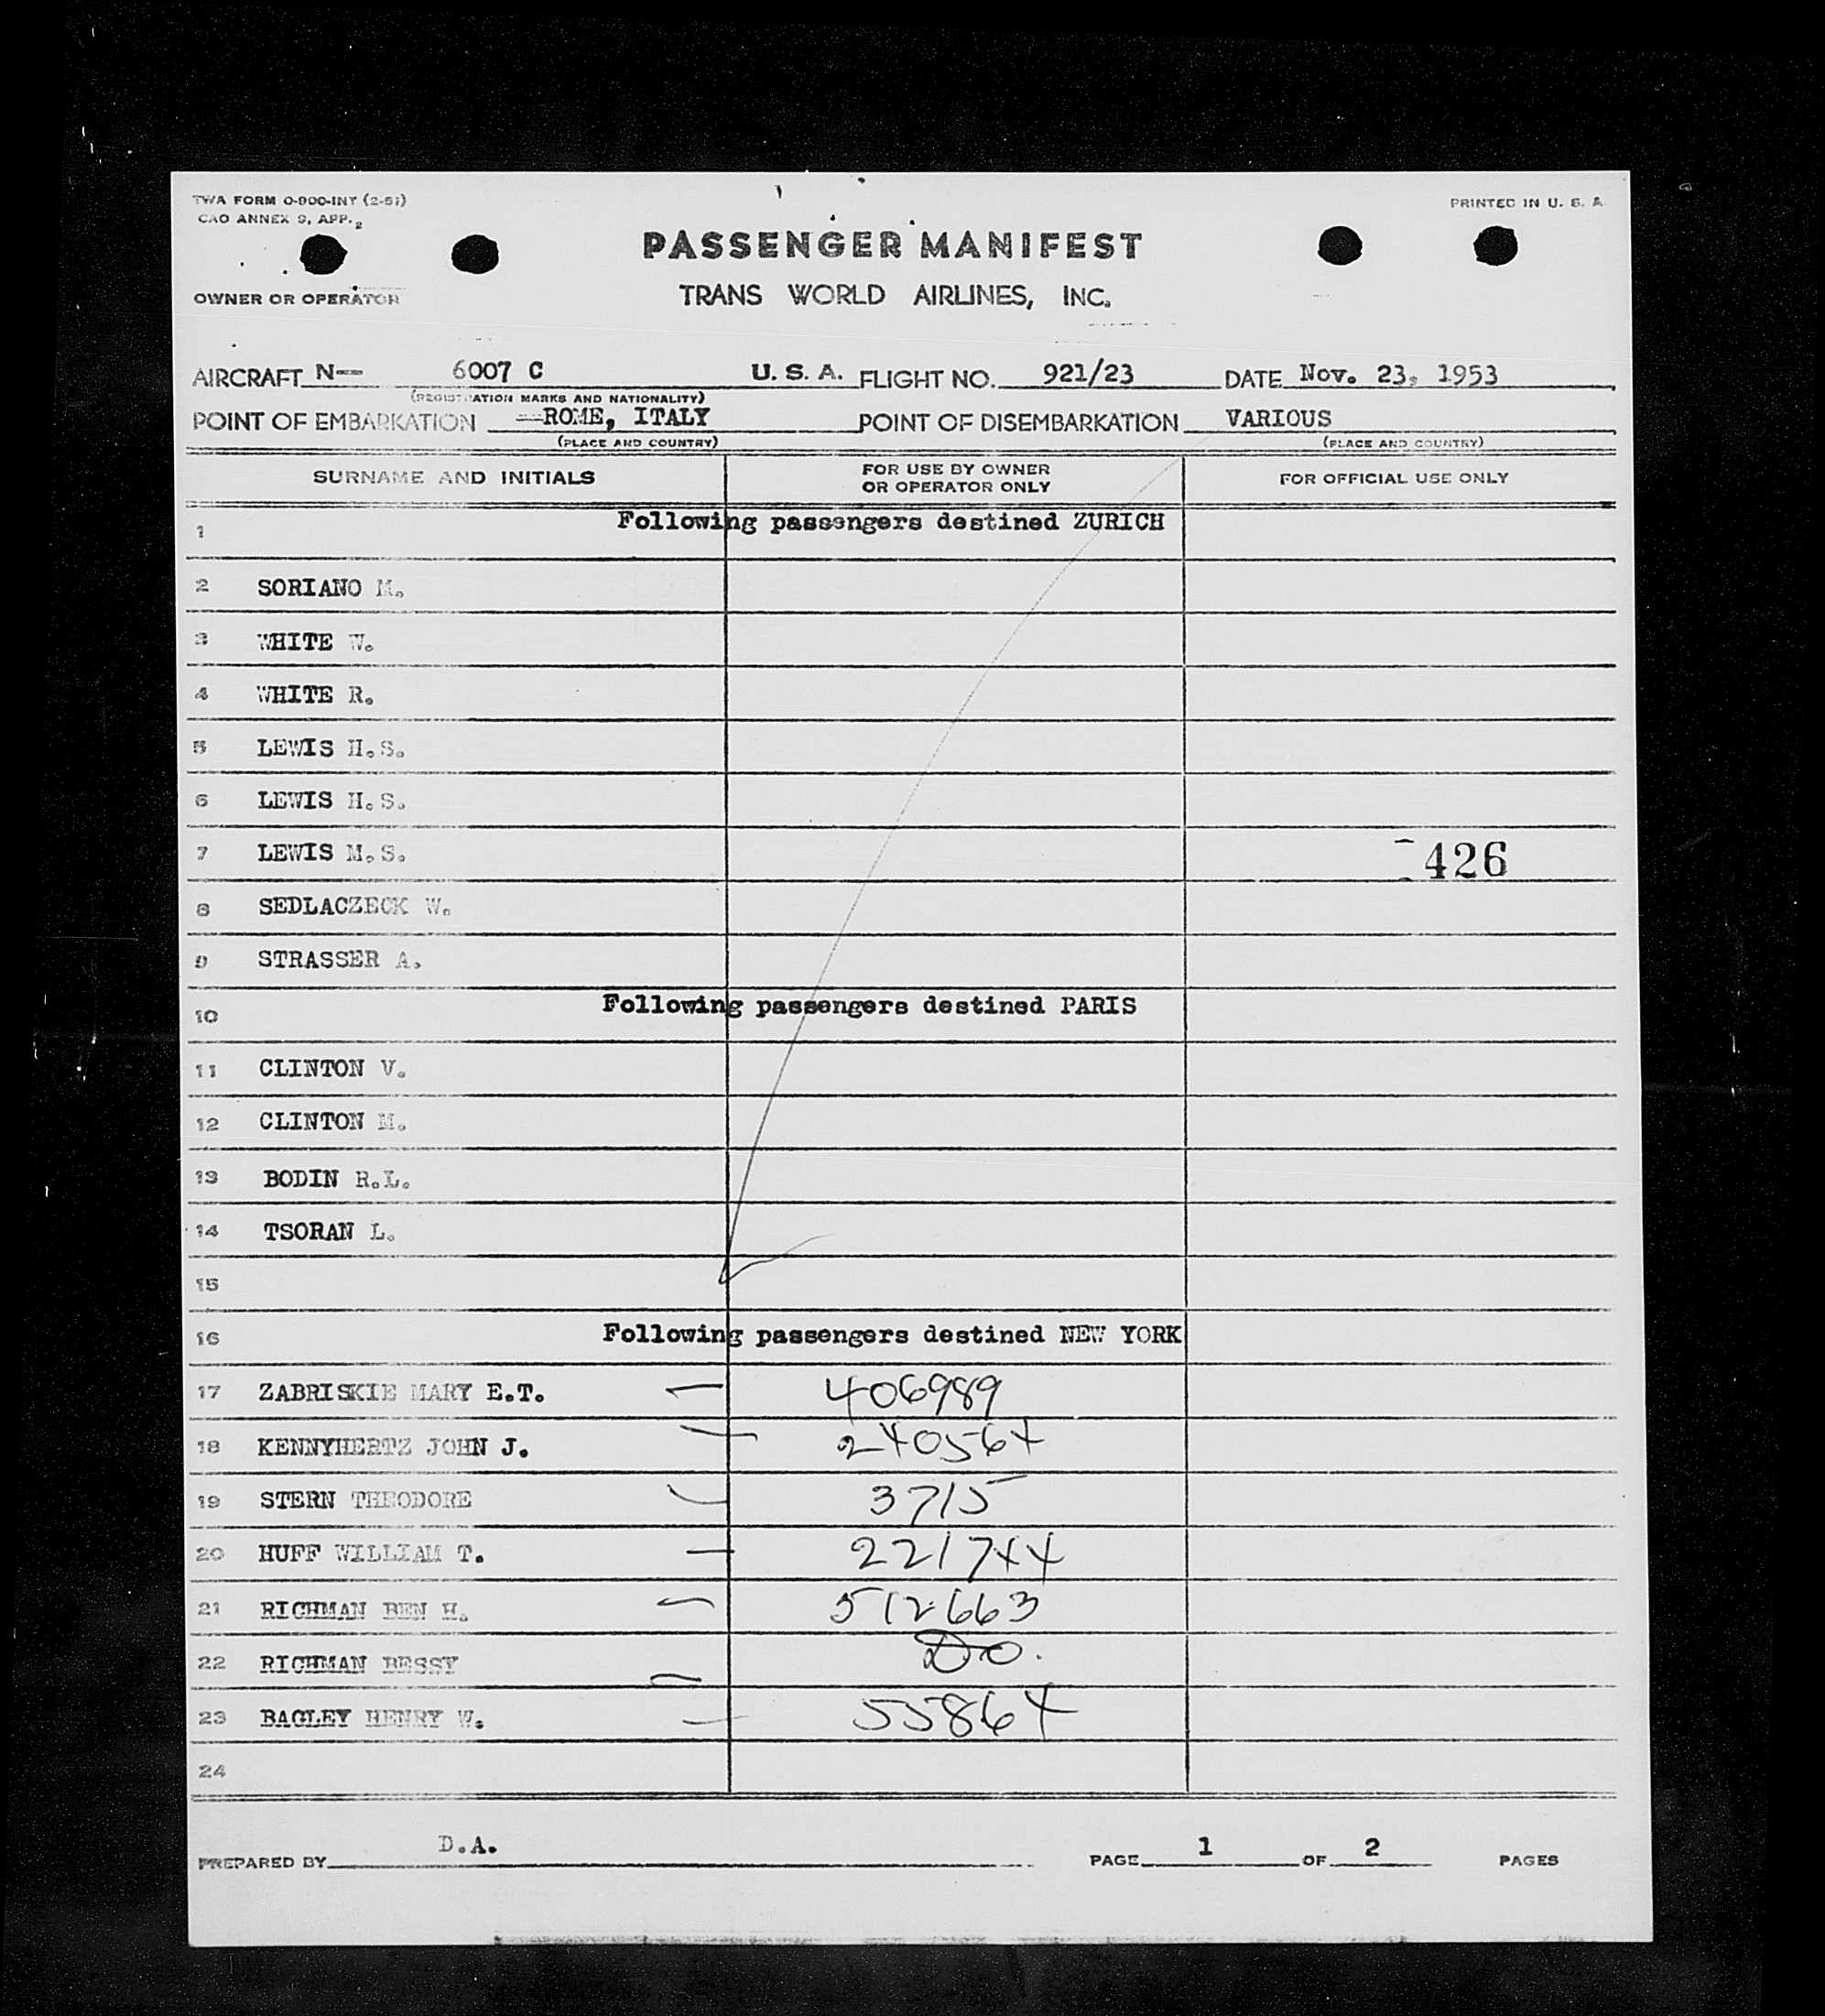 TWA FORM O-900-INT (2-51)
PRINTED IN U. S. A.
CAO ANNEX 9, APP. 2
PASSENGER MANIFEST
OWNER OR OPERATOR
TRANS WORLD AIRLINES, INC.
AIRCRAFT N-- 6007 C U. S. A. FLIGHT NO. 921/23 DATE Nov. 23, 1953
(REGISTRATION MARKS AND NATIONALITY)
POINT OF EMBARKATION ROME, ITALY POINT OF DISEMBARKATION VARIOUS
(PLACE AND COUNTRY) (PLACE AND COUNTRY)
SURNAME AND INITIALS FOR USE BY OWNER OR OPERATOR ONLY FOR OFFICIAL USE ONLY
1 Following passengers destined ZURICH
2 SORIANO M.
3 WHITE W.
4 WHITE R.
5 LEWIS H.S.
6 LEWIS H.S.
7 LEWIS M.S. 426
8 SEDLACZECK W.
9 STRASSER A.
10 Following passengers destined PARIS
11 CLINTON V.
12 CLINTON M.
13 BODIN R.L.
14 TSORAN L.
15
16 Following passengers destined NEW YORK
17 ZABRISKIE MARY E.T. — 406989
18 KENNYHERTZ JOHN J. — 240564
19 STERN THEODORE — 3715
20 HUFF WILLIAM T. — 221744
21 RICHMAN BEN H. — 512663
22 RICHMAN BESSY — Do.
23 BAGLEY HENRY W. — 55864
24
PREPARED BY D.A. PAGE 1 OF 2 PAGES